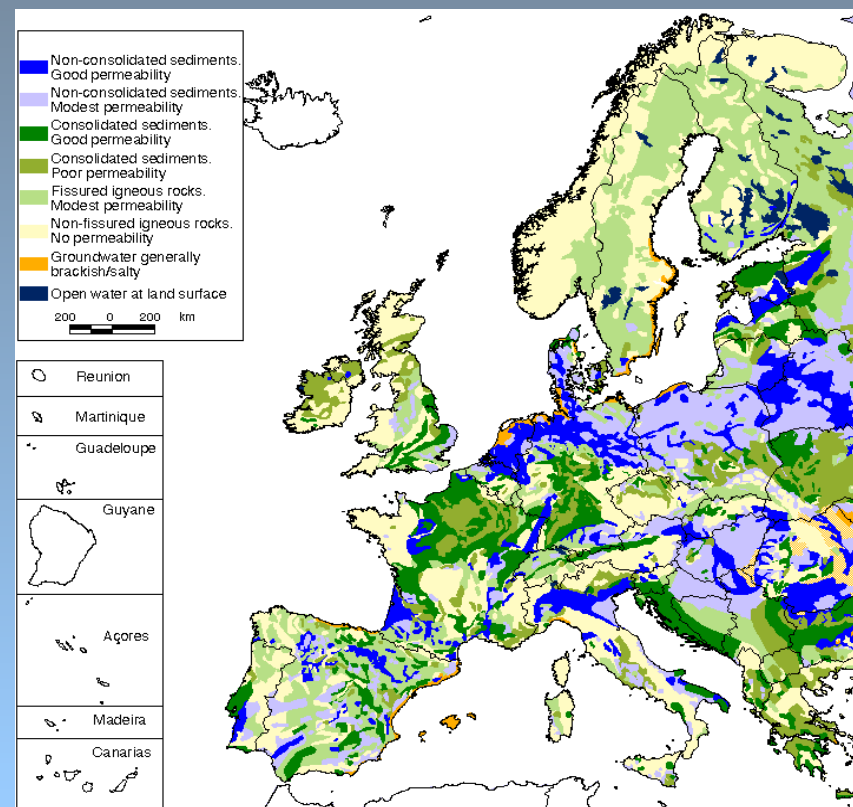 Non-consolidated sediments.
Good permeability
Non-consolidated sediments.
Modest permeability
Consolidated sediments.
Good permeability
Consolidated sediments.
Poor permeability
Fissured igneous rocks.
Modest permeability
Non-fissured igneous rocks.
No permeability
Groundwater generally
brackish/salty
Open water at land surface
200 0 200 km
Reunion
Martinique
Guadeloupe
Guyane
Açores
Madeira
Canarias